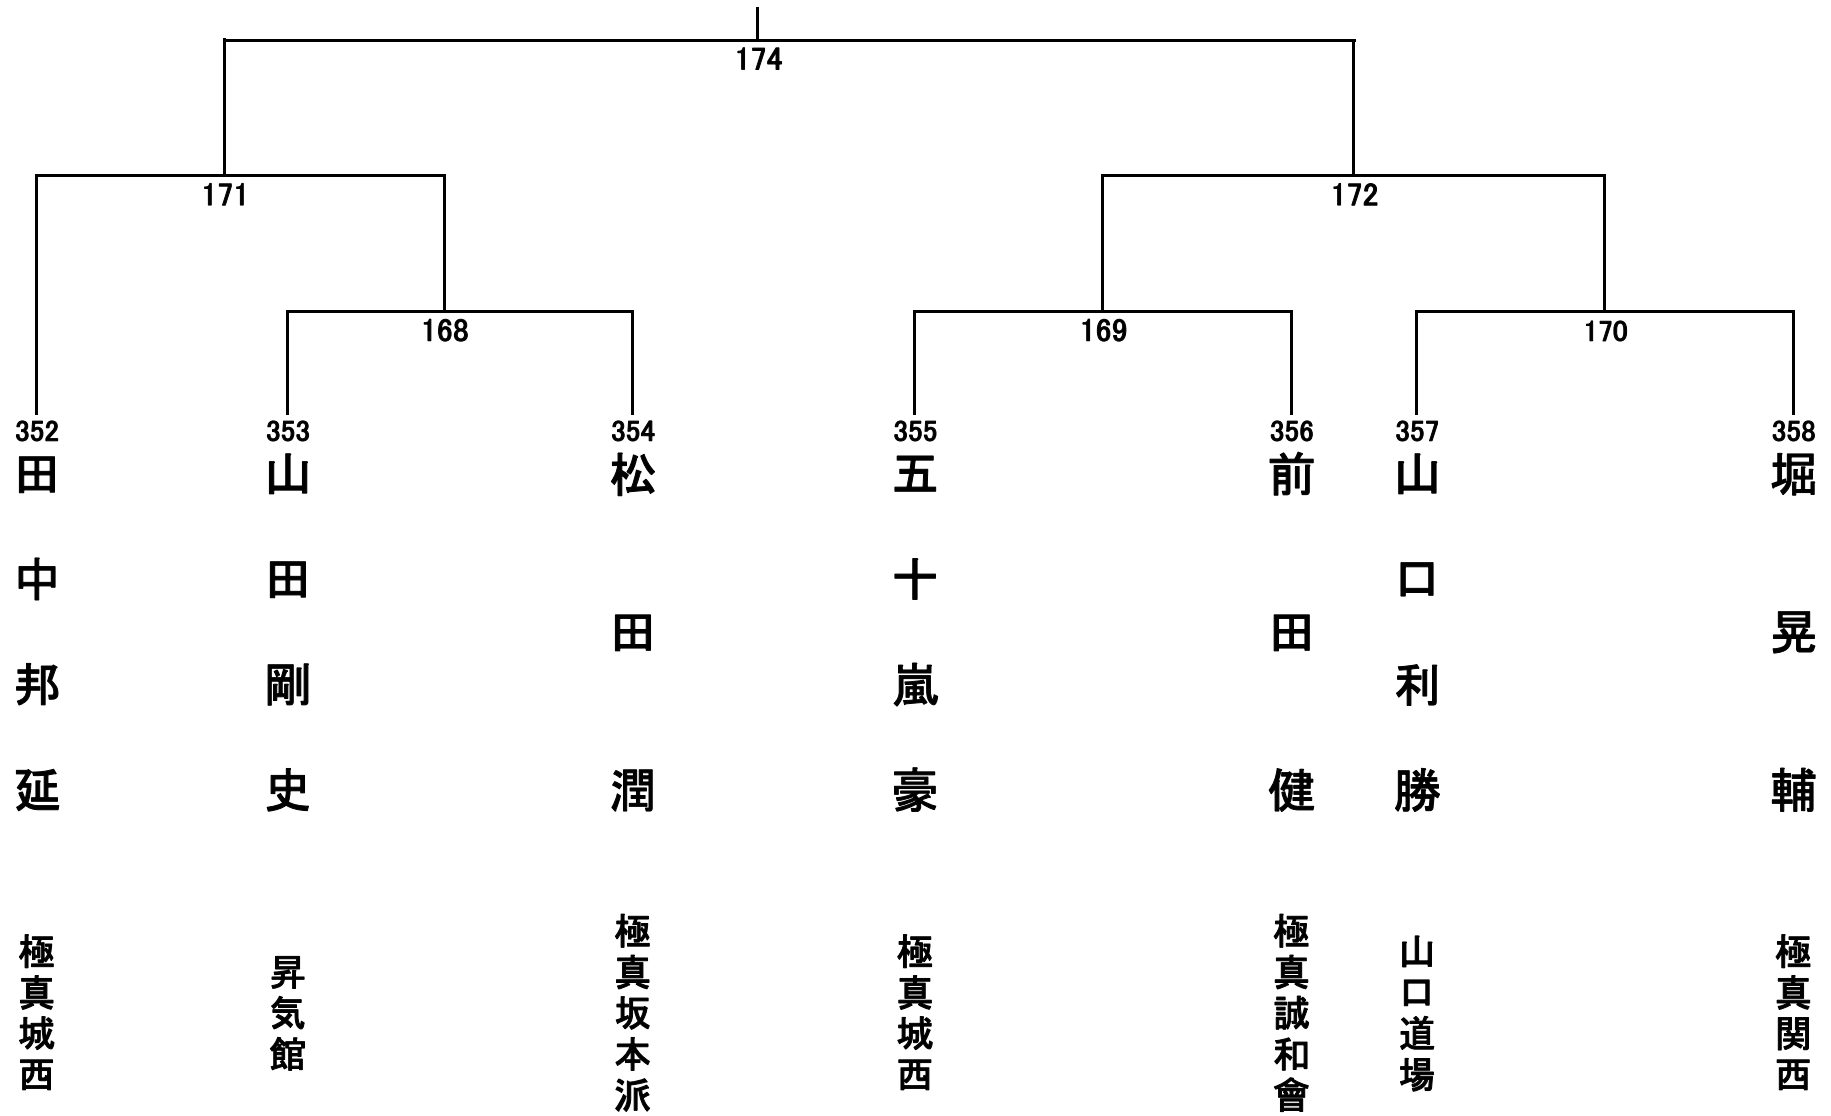 174
171
172
168
169
170
352
田中邦延
極真城西
353
山田剛史
昇気館
354
松田潤
極真坂本派
355
五十嵐豪
極真城西
356
前田健
極真誠和會
357
山口利勝
山口道場
358
堀晃輔
極真関西